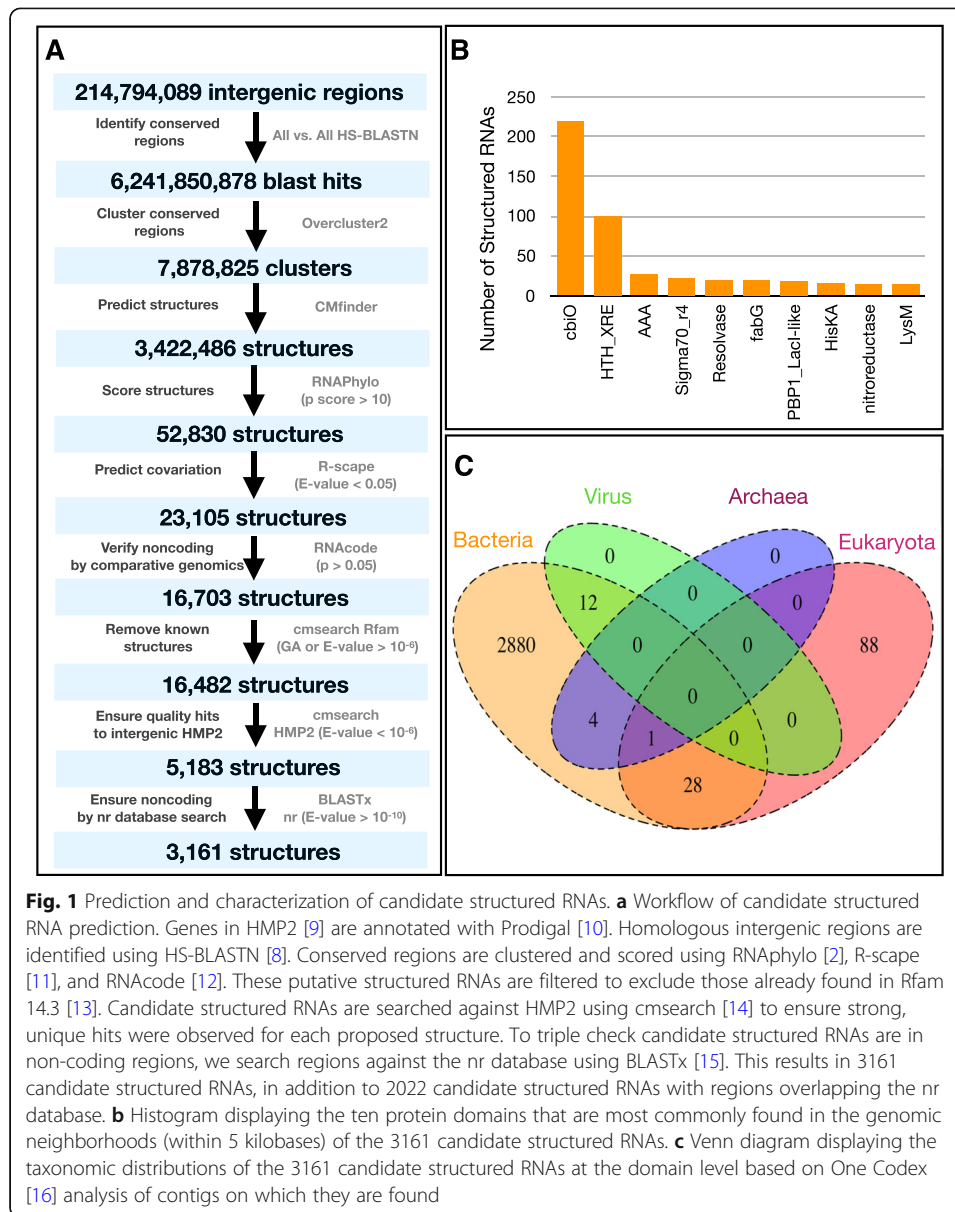 A
214,794,089 intergenic regions
Identify conserved
regions
All vs. All HS-BLASTN
6,241,850,878 blast hits
Cluster conserved
regions
Overcluster2
7,878,825 clusters
Predict structures
CMfinder
3,422,486 structures
Score structures
RNAPhylo
(p score > 10)
52,830 structures
Predict covariation
R-scape
(E-value < 0.05)
23,105 structures
Verify noncoding
by comparative genomics
RNAcode
(p > 0.05)
16,703 structures
Remove known
structures
cmsearch Rfam
(GA or E-value > 10-6)
16,482 structures
Ensure quality hits
to intergenic HMP2
cmsearch
HMP2 (E-value < 10-6)
5,183 structures
Ensure noncoding
by nr database search
BLASTx
nr (E-value > 10-10)
3,161 structures
B
Number of Structured RNAs
250
200
150
100
50
0
cbiO
HTH_XRE
AAA
Sigma70_r4
Resolvase
fabG
PBP1_LacI-like
HisKA
nitroreductase
LysM
C
Virus
Archaea
Bacteria
Eukaryota
0
0
12
0
0
2880
0
0
88
0
4
1
0
0
28
Fig. 1 Prediction and characterization of candidate structured RNAs. a Workflow of candidate structured
RNA prediction. Genes in HMP2 [9] are annotated with Prodigal [10]. Homologous intergenic regions are
identified using HS-BLASTN [8]. Conserved regions are clustered and scored using RNAphylo [2], R-scape
[11], and RNAcode [12]. These putative structured RNAs are filtered to exclude those already found in Rfam
14.3 [13]. Candidate structured RNAs are searched against HMP2 using cmsearch [14] to ensure strong,
unique hits were observed for each proposed structure. To triple check candidate structured RNAs are in
non-coding regions, we search regions against the nr database using BLASTx [15]. This results in 3161
candidate structured RNAs, in addition to 2022 candidate structured RNAs with regions overlapping the nr
database. b Histogram displaying the ten protein domains that are most commonly found in the genomic
neighborhoods (within 5 kilobases) of the 3161 candidate structured RNAs. c Venn diagram displaying the
taxonomic distributions of the 3161 candidate structured RNAs at the domain level based on One Codex
[16] analysis of contigs on which they are found